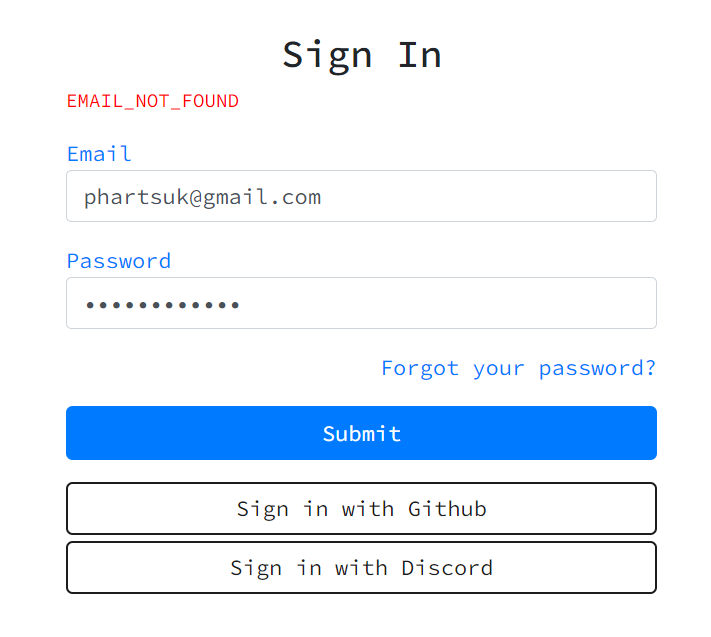 Sign In
EMAIL_NOT_FOUND
Email
phartsuk@gmail.com
Password
••••••••••••
Forgot your password?
Submit
Sign in with Github
Sign in with Discord